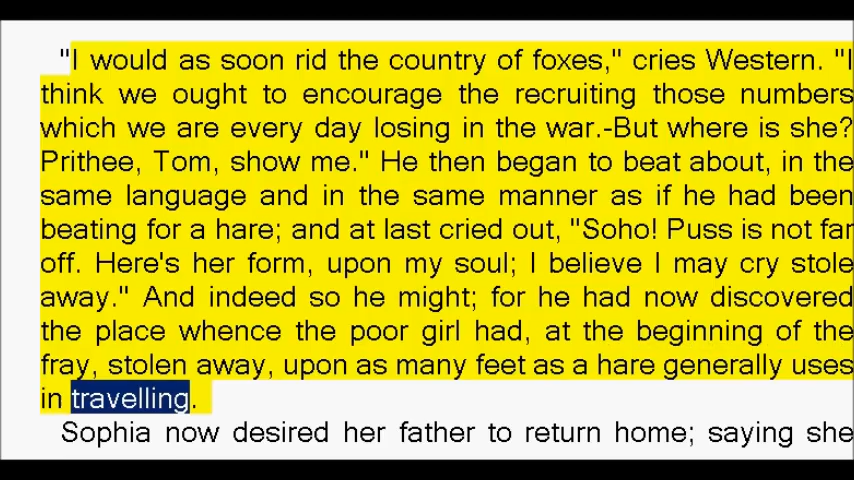 "I would as soon rid the country of foxes," cries Western. "I
think we ought to encourage the recruiting those numbers
which we are every day losing in the war.-But where is she?
Prithee, Tom, show me." He then began to beat about, in the
same language and in the same manner as if he had been
beating for a hare; and at last cried out, "Soho! Puss is not far
off. Here's her form, upon my soul; I believe I may cry stole
away." And indeed so he might; for he had now discovered
the place whence the poor girl had, at the beginning of the
fray, stolen away, upon as many feet as a hare generally uses
in travelling.
Sophia now desired her father to return home; saying she